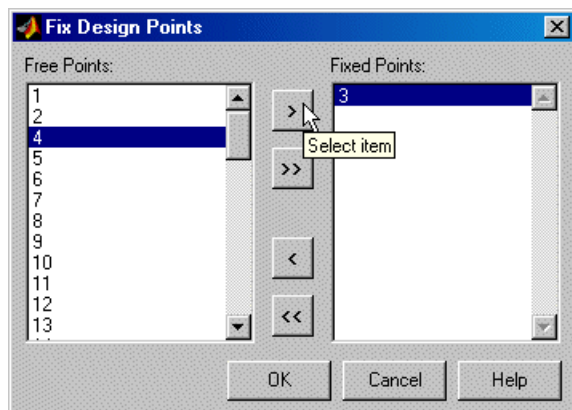 Fix Design Points
Free Points:
Fixed Points:
1
2
4
5
6
7
8
9
10
11
12
13
3
>
Select item
>>
<
<<
OK
Cancel
Help